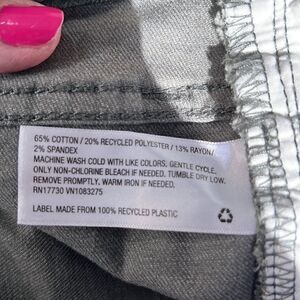 65% COTTON / 20% RECYCLED POLYESTER / 13% RAYON/
2% SPANDEX
MACHINE WASH COLD WITH LIKE COLORS, GENTLE CYCLE.
ONLY NON-CHLORINE BLEACH IF NEEDED. TUMBLE DRY LOW.
REMOVE PROMPTLY. WARM IRON IF NEEDED.
RN17730 VN1083275
LABEL MADE FROM 100% RECYCLED PLASTIC